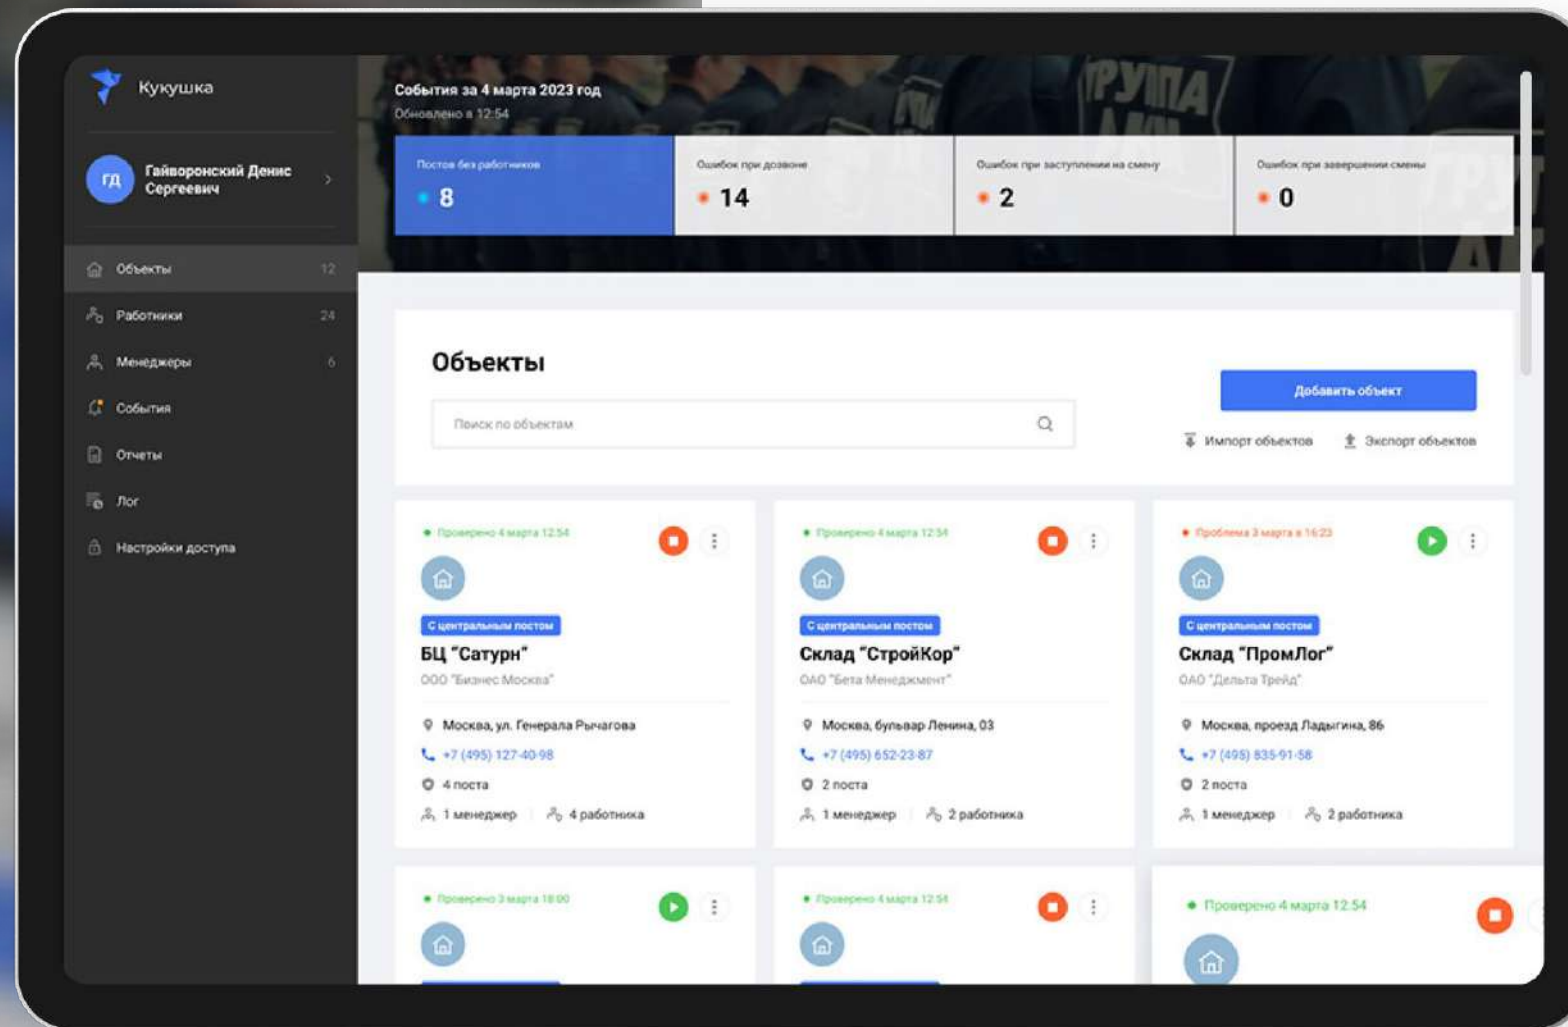 Кукушка
ГД
Гайворонский Денис
Сергеевич
Объекты 12
Работники 24
Менеджеры 6
События
Отчеты
Лог
Настройки доступа
События за 4 марта 2023 год
Обновлено в 12:54
Постов без работников
8
Ошибок при дозвоне
14
Ошибок при заступлении на смену
2
Ошибок при завершении смены
0
Объекты
Поиск по объектам
Добавить объект
Импорт объектов
Экспорт объектов
Проверено 4 марта 12:54
С центральным постом
БЦ "Сатурн"
ООО "Бизнес Москва"
Москва, ул. Генерала Рычагова
+7 (495) 127-40-98
4 поста
1 менеджер
4 работника
Проверено 4 марта 12:54
С центральным постом
Склад "СтройКор"
ОАО "Бета Менеджмент"
Москва, бульвар Ленина, 03
+7 (495) 652-23-87
2 поста
1 менеджер
2 работника
Проблема 3 марта в 16:23
С центральным постом
Склад "ПромЛог"
ОАО "Дельта Трейд"
Москва, проезд Ладыгина, 86
+7 (495) 835-91-58
2 поста
1 менеджер
2 работника
Проверено 3 марта 18:00
Проверено 4 марта 12:54
Проверено 4 марта 12:54